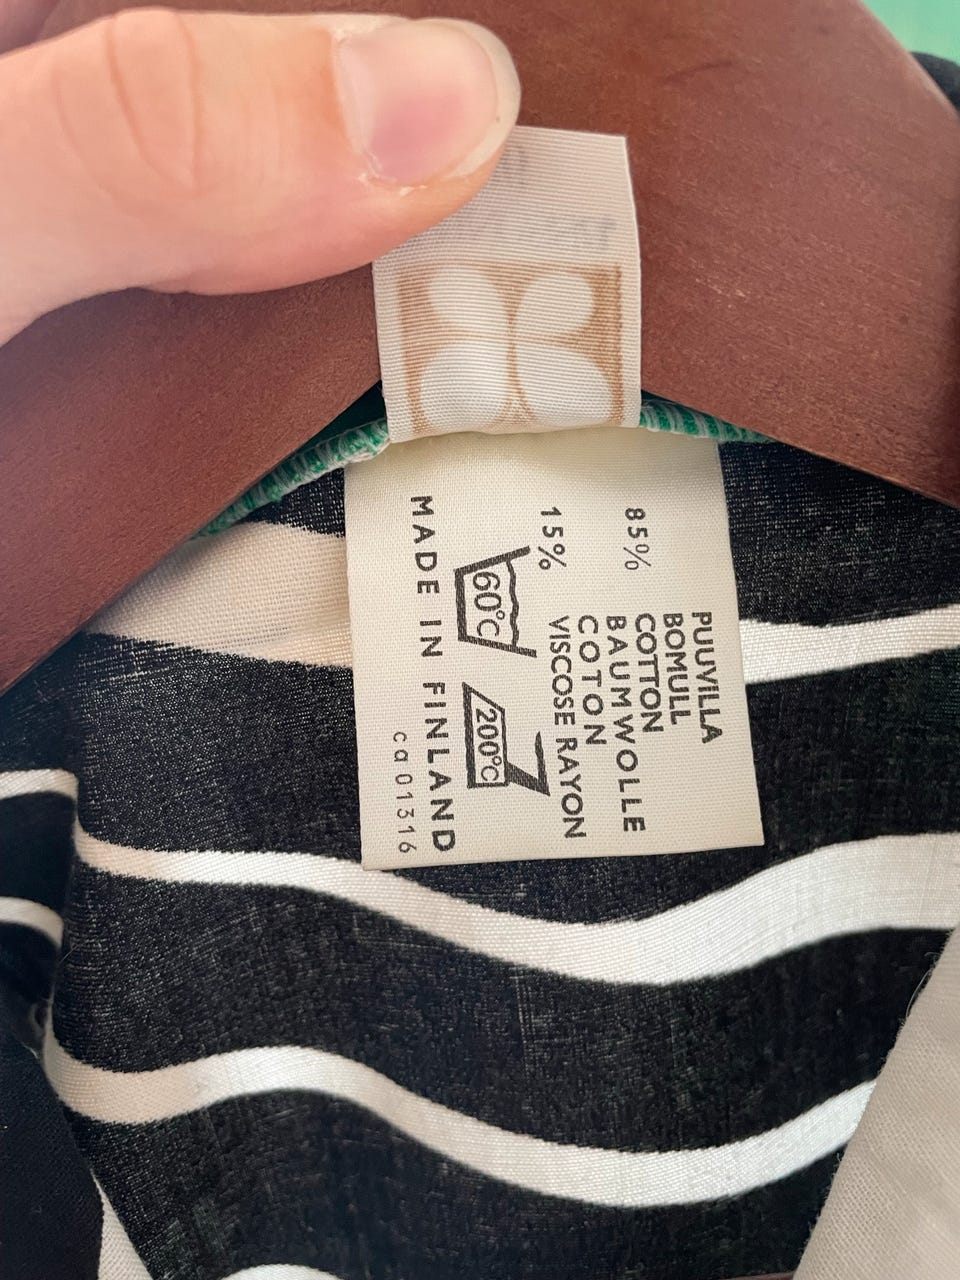 PUUVILLA
BOMULL
85% COTTON
BAUMWOLLE
COTON
15% VISCOSE RAYON
60°C 200°C
MADE IN FINLAND
ca 01316